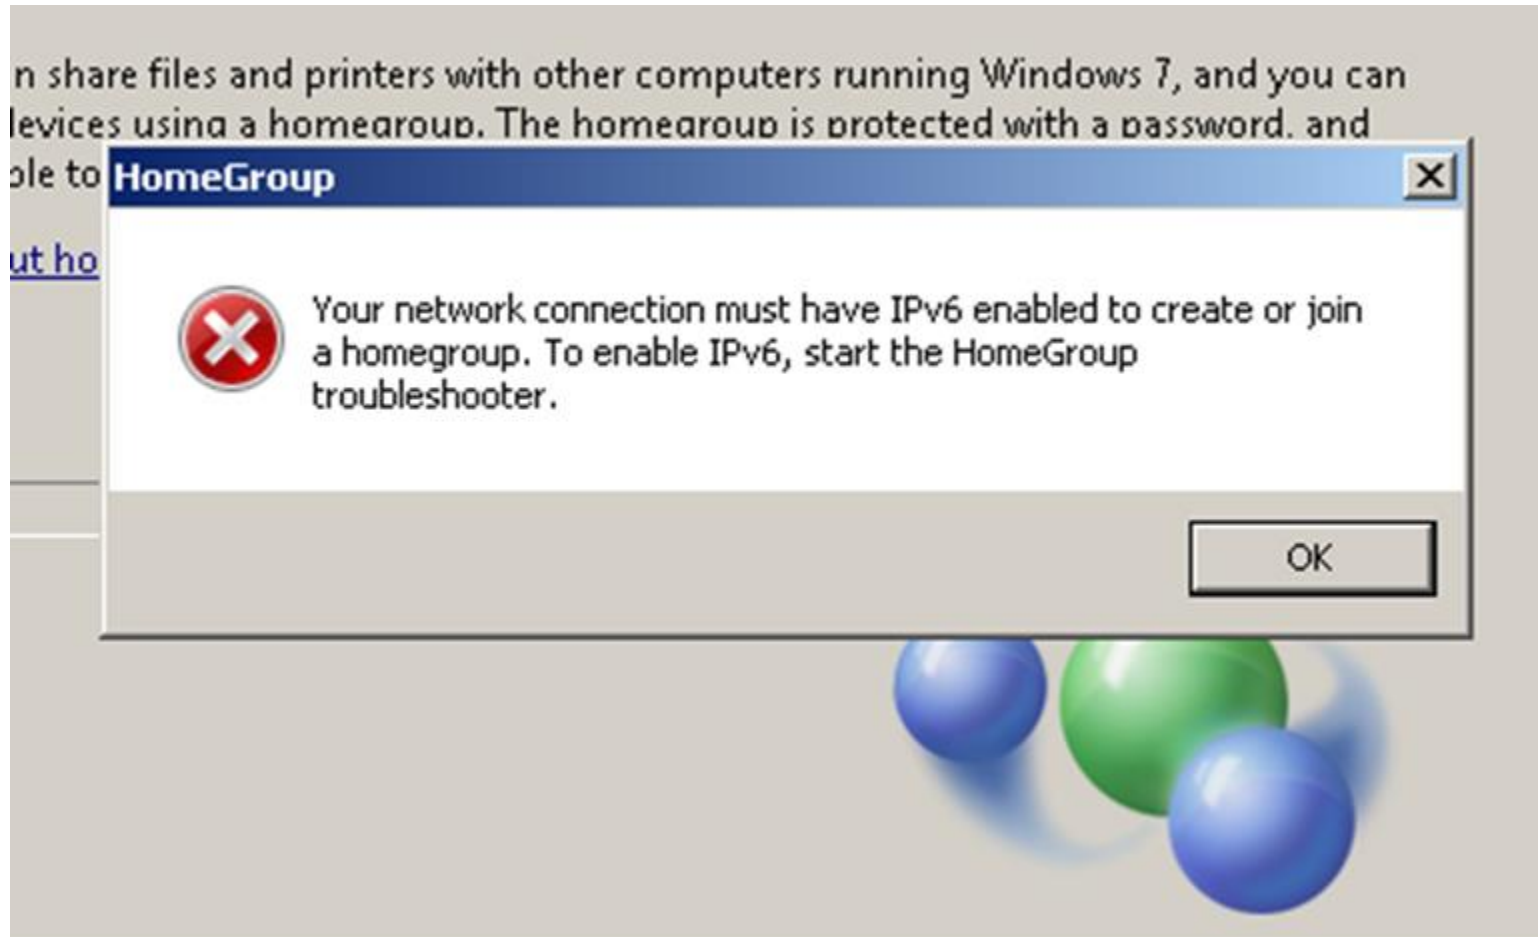 n share files and printers with other computers running Windows 7, and you can
devices using a homegroup. The homegroup is protected with a password, and
ble to
HomeGroup
ut ho
Your network connection must have IPv6 enabled to create or join
a homegroup. To enable IPv6, start the HomeGroup
troubleshooter.
OK